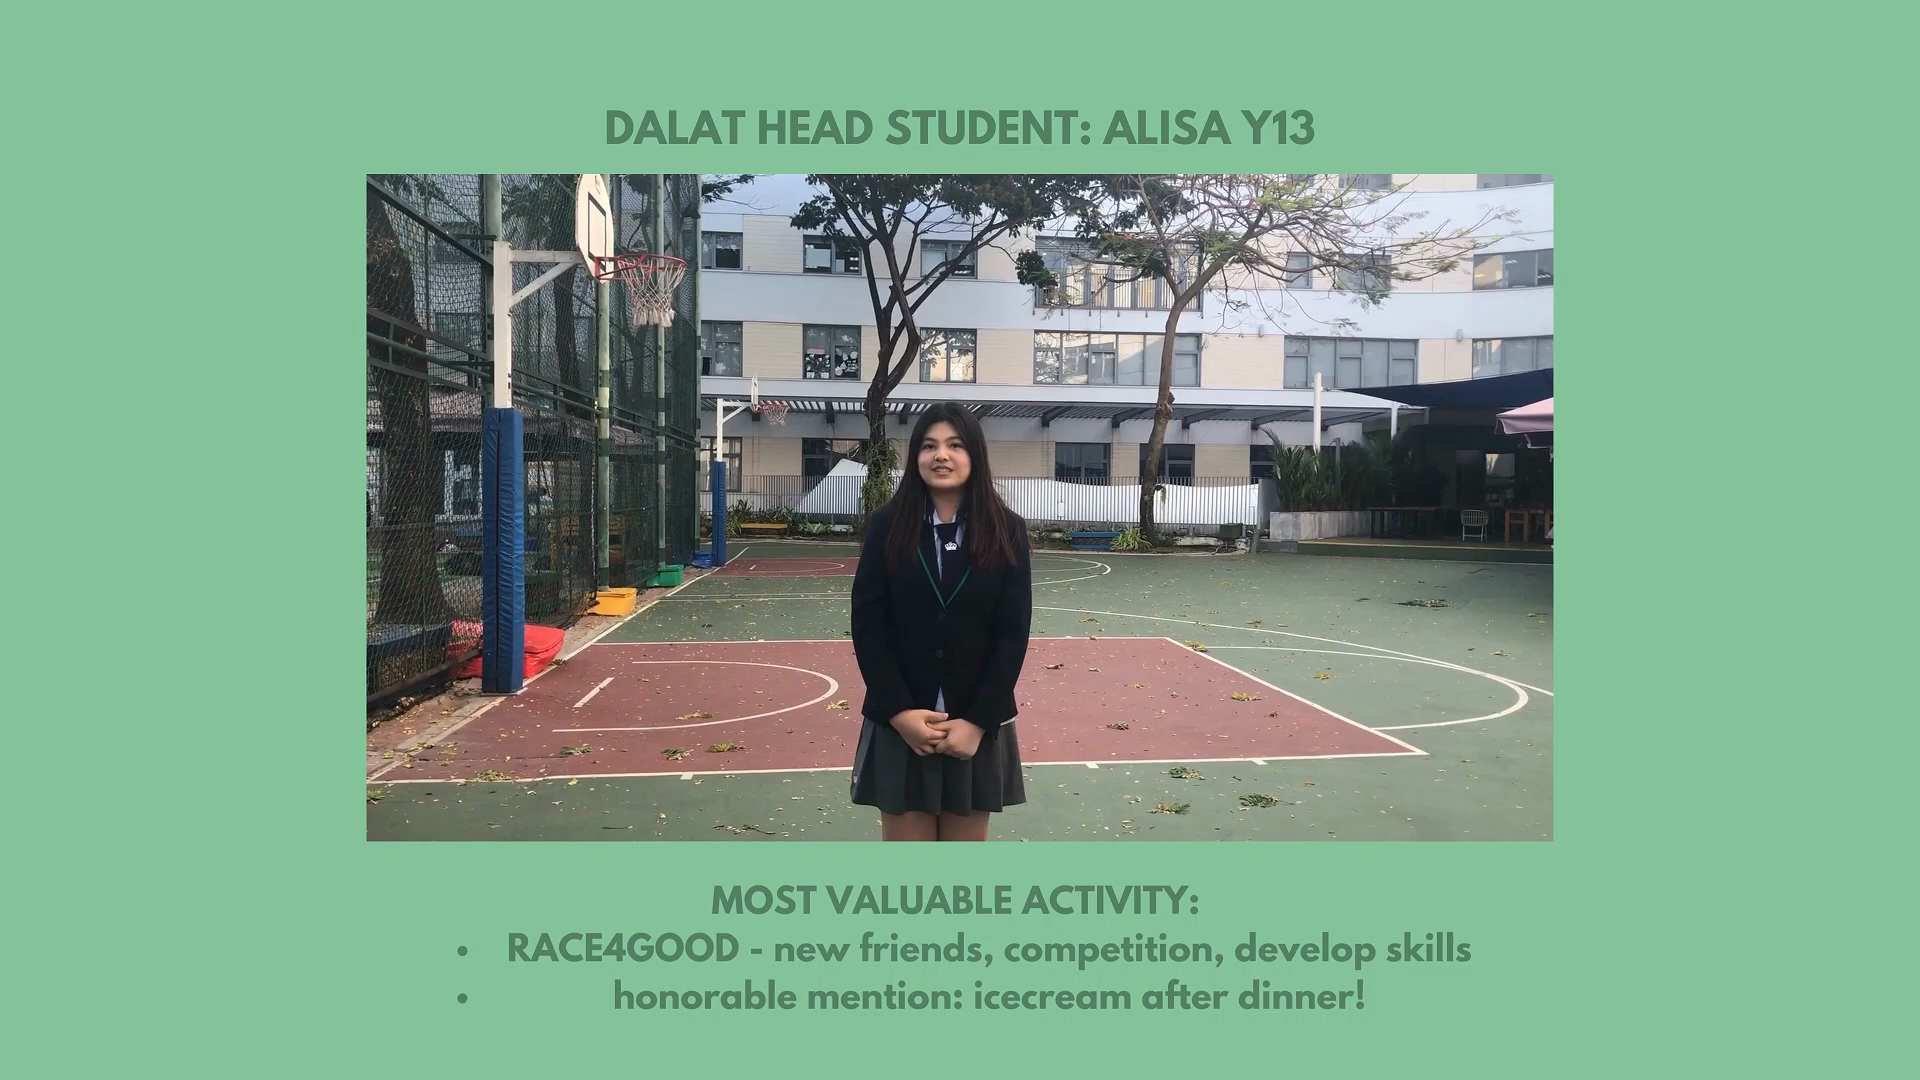 DALAT HEAD STUDENT: ALISA Y13
MOST VALUABLE ACTIVITY:
• RACE4GOOD - new friends, competition, develop skills
• honorable mention: icecream after dinner!